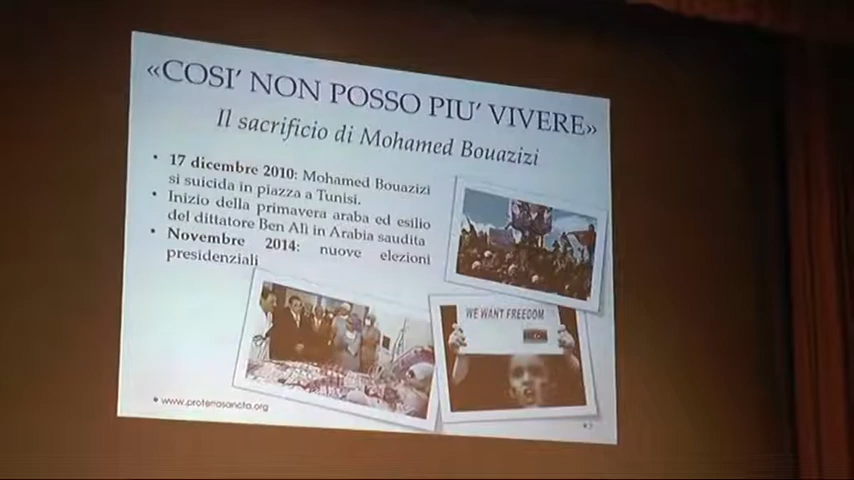 «COSI' NON POSSO PIU' VIVERE»
Il sacrificio di Mohamed Bouazizi
• 17 dicembre 2010: Mohamed Bouazizi
si suicida in piazza a Tunisi.
• Inizio della primavera araba ed esilio
del dittatore Ben Alì in Arabia saudita
• Novembre 2014: nuove elezioni
presidenziali
WE WANT FREEDOM
• www.proterrasancta.org